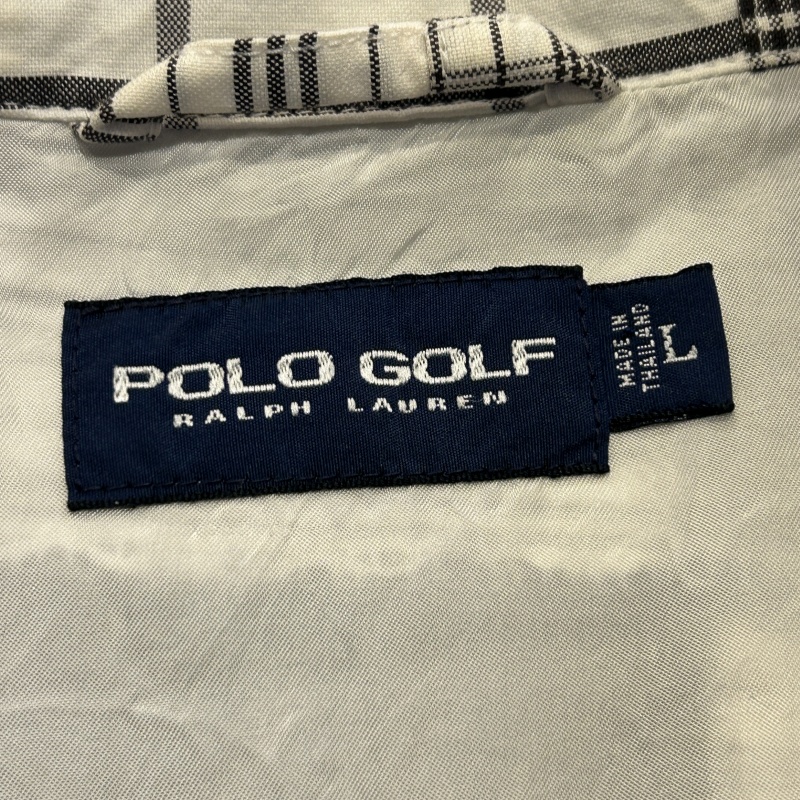 POLO GOLF
RALPH LAUREN
MADE IN
THAILAND
L